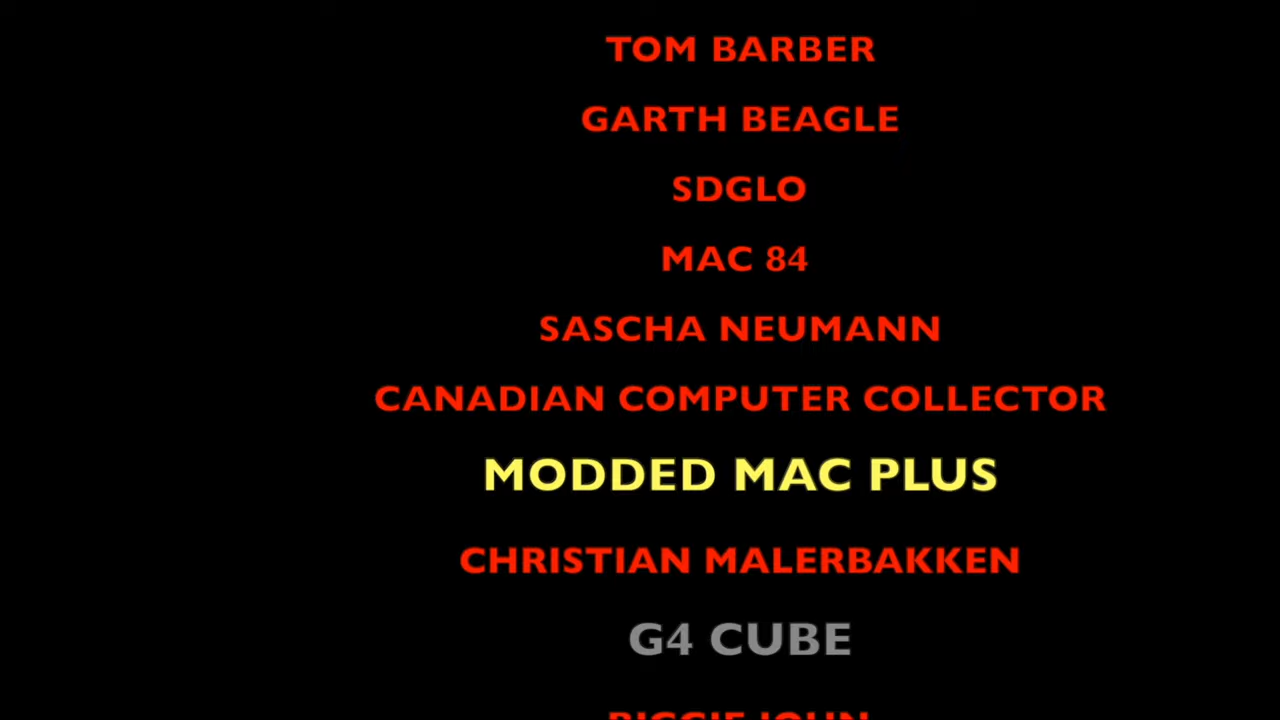 TOM BARBER
GARTH BEAGLE
SDGLO
MAC 84
SASCHA NEUMANN
CANADIAN COMPUTER COLLECTOR
MODDED MAC PLUS
CHRISTIAN MALERBAKKEN
G4 CUBE